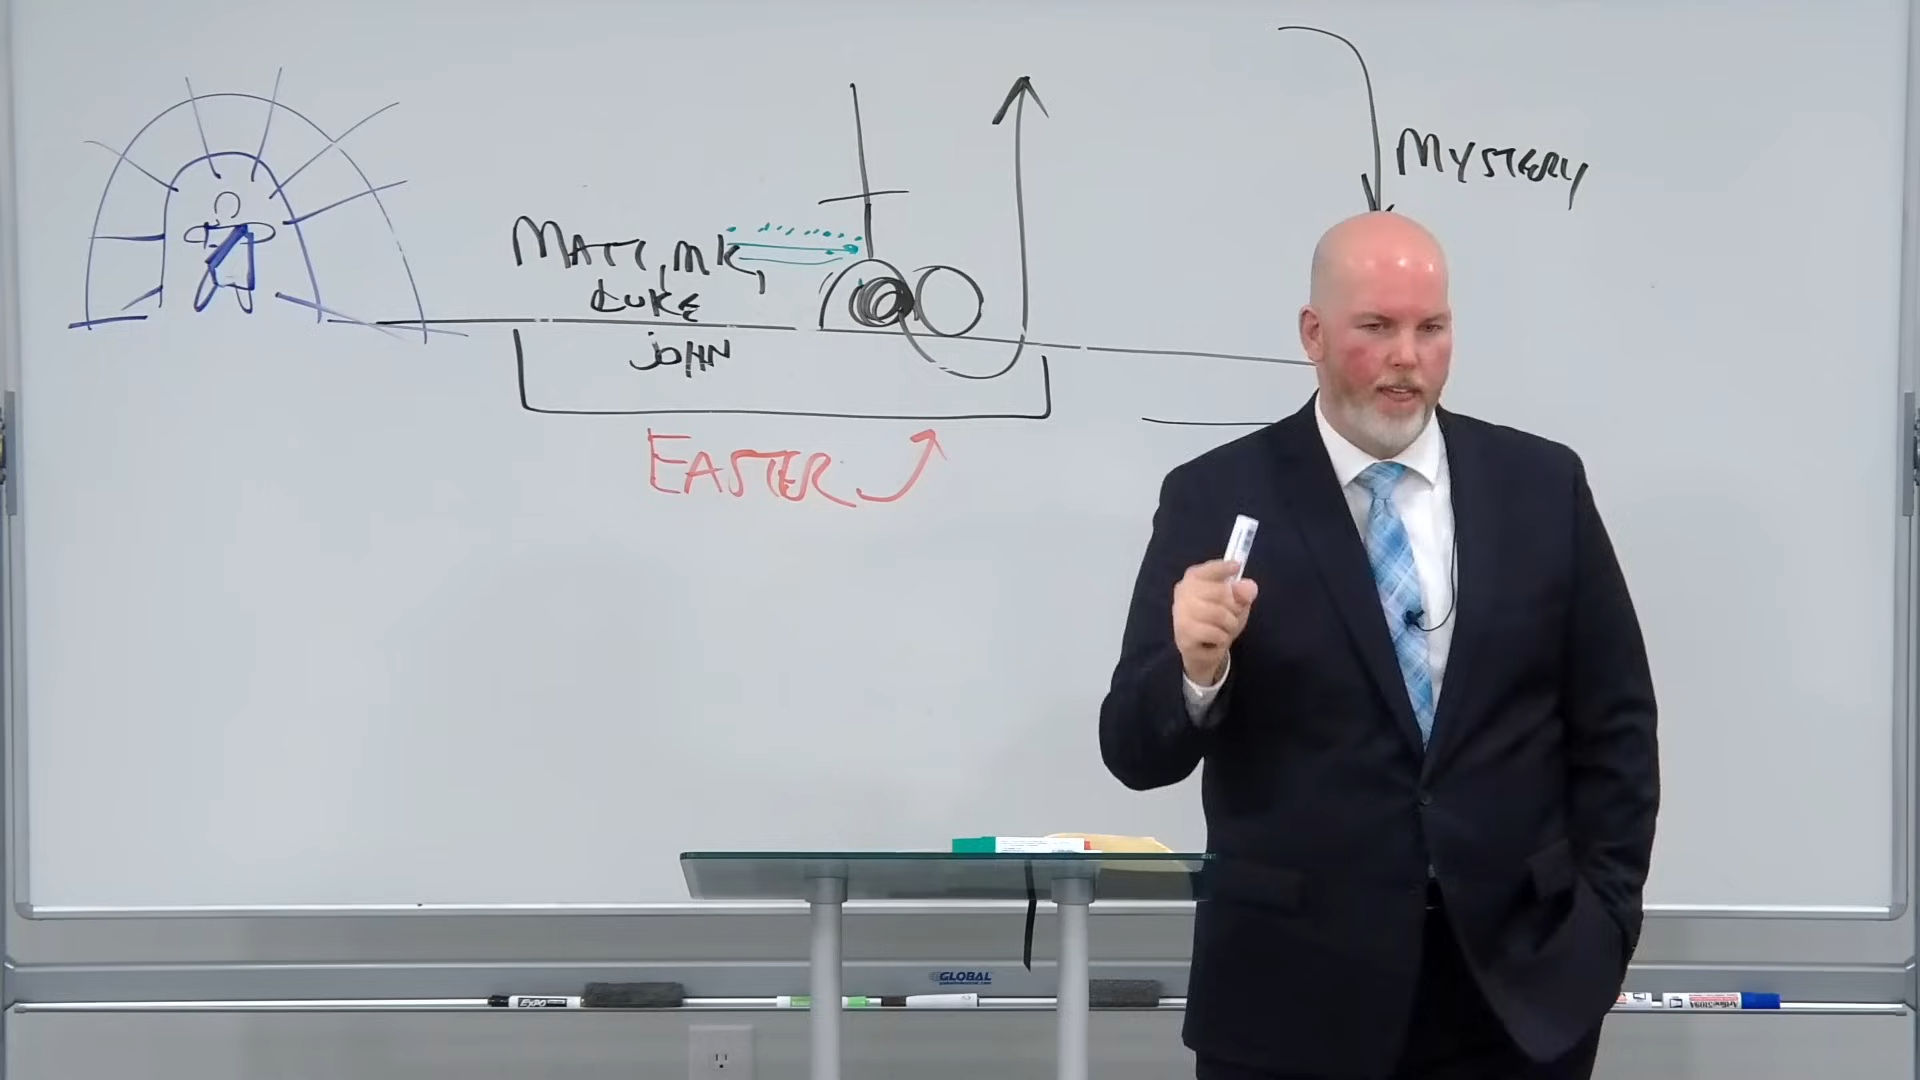 MYSTERY
MATT, MK,
LUKE
JOHN
EASTER
GLOBAL
EXPO